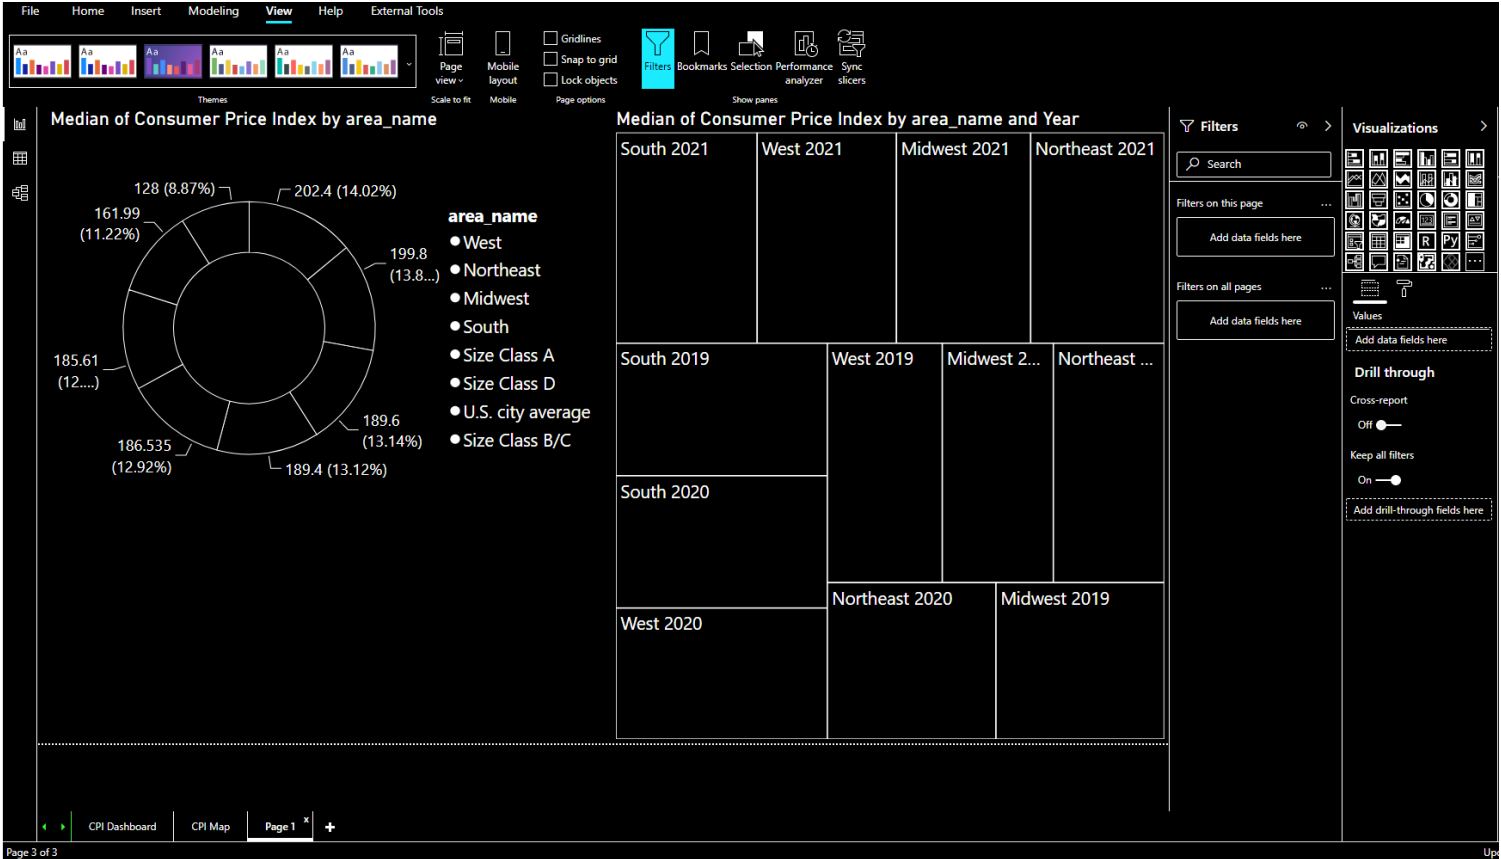 File Home Insert Modeling View Help External Tools
Aa Aa Aa Aa Aa Aa
Page view
Mobile layout
Gridlines
Snap to grid
Lock objects
Filters
Bookmarks
Selection
Performance analyzer
Sync slicers
Themes
Scale to fit
Mobile
Page options
Show panes
Median of Consumer Price Index by area_name
128 (8.87%)
202.4 (14.02%)
161.99
(11.22%)
199.8
(13.8...)
185.61
(12....)
189.6
(13.14%)
186.535
(12.92%)
189.4 (13.12%)
area_name
West
Northeast
Midwest
South
Size Class A
Size Class D
U.S. city average
Size Class B/C
Median of Consumer Price Index by area_name and Year
South 2021
West 2021
Midwest 2021
Northeast 2021
South 2019
West 2019
Midwest 2...
Northeast ...
South 2020
West 2020
Northeast 2020
Midwest 2019
Filters
Search
Filters on this page ...
Add data fields here
Filters on all pages ...
Add data fields here
Visualizations
123
R Py
...
Values
Add data fields here
Drill through
Cross-report
Off
Keep all filters
On
Add drill-through fields here
CPI Dashboard CPI Map Page 1 x +
Page 3 of 3